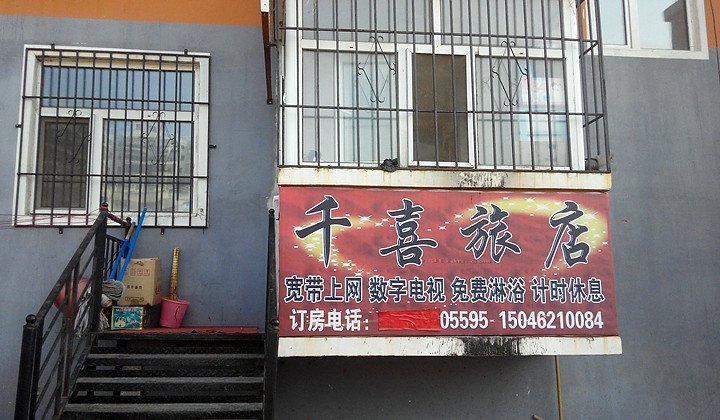 千喜旅店
宽带上网 数字电视 免费淋浴 计时休息
订房电话： 05595- 15046210084